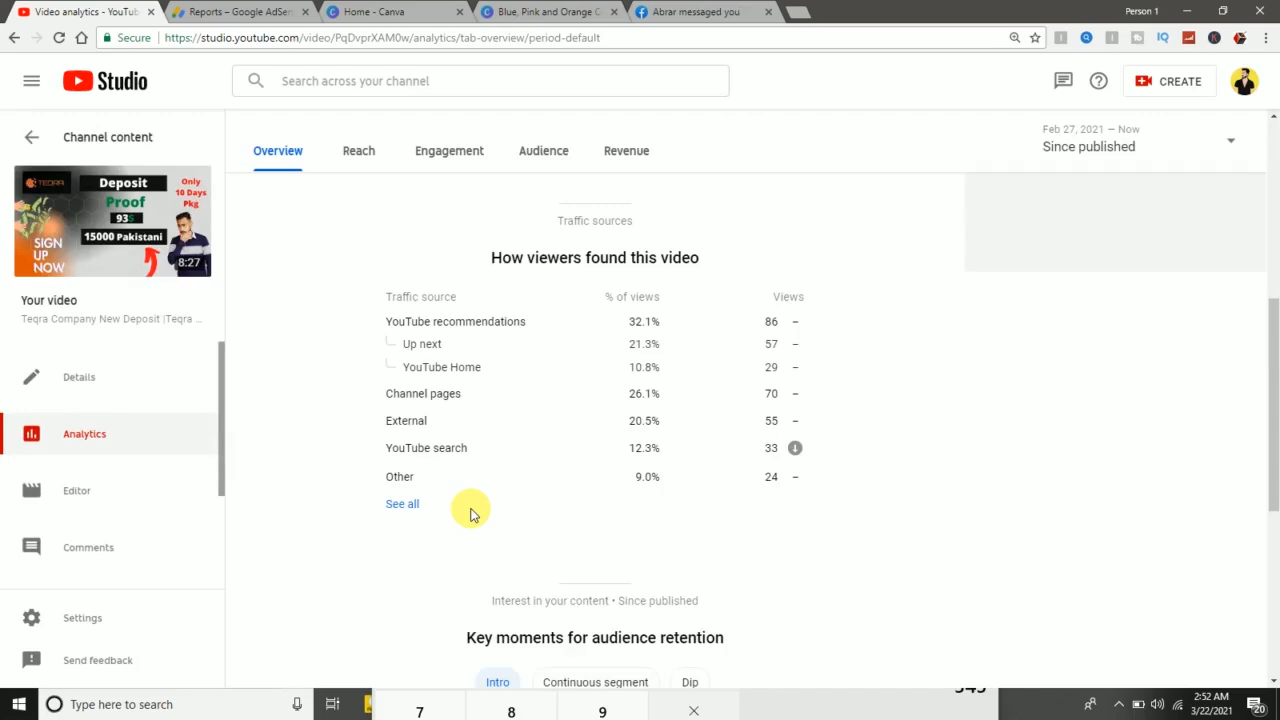 Video analytics - YouTu
Reports – Google AdSen
Home - Canva
Blue, Pink and Orange C
Abrar messaged you
Person 1
Secure
https://studio.youtube.com/video/PqDvprXAM0w/analytics/tab-overview/period-default
Studio
Search across your channel
CREATE
Channel content
Overview
Reach
Engagement
Audience
Revenue
Feb 27, 2021 – Now
Since published
TEQRA
Deposit
Proof
93$
15000 Pakistani
Only
10 Days
Pkg
SIGN
UP
NOW
8:27
Your video
Teqra Company New Deposit |Teqra ...
Details
Analytics
Editor
Comments
Settings
Send feedback
Traffic sources
How viewers found this video
Traffic source % of views Views
YouTube recommendations 32.1% 86 –
Up next 21.3% 57 –
YouTube Home 10.8% 29 –
Channel pages 26.1% 70 –
External 20.5% 55 –
YouTube search 12.3% 33
Other 9.0% 24 –
See all
Interest in your content • Since published
Key moments for audience retention
Intro
Continuous segment
Dip
7 8 9
Type here to search
2:52 AM
3/22/2021
20